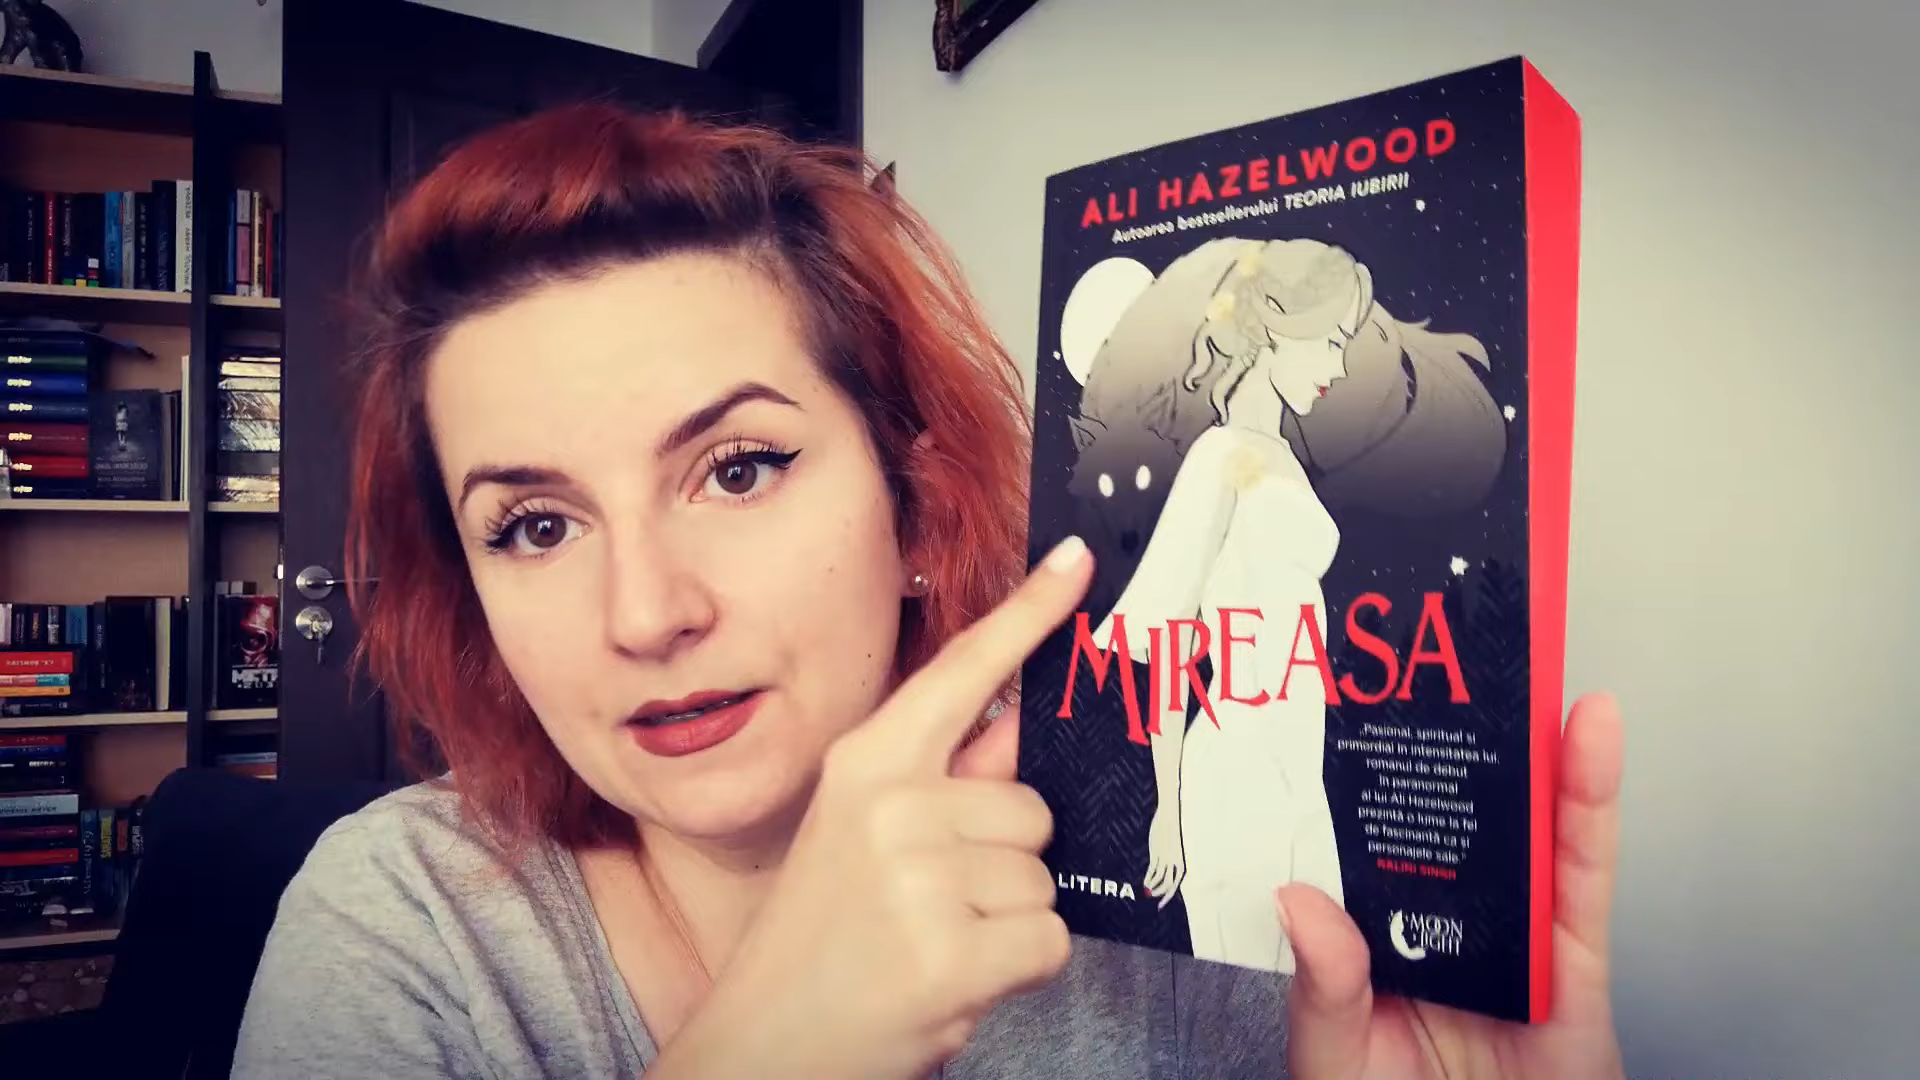 ALI HAZELWOOD
Autoarea bestsellerului TEORIA IUBIRII
MIREASA
„Pasional, spiritual și
primordial în intensitatea lui,
romanul de debut
în paranormal
al lui Ali Hazelwood
prezintă o lume la fel
de fascinantă ca și
personajele sale.”
NALINI SINGH
LITERA
MOON
LIGHT